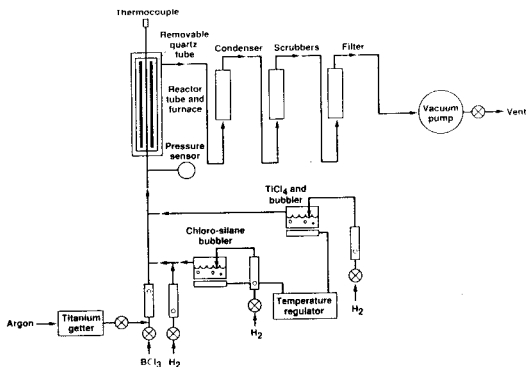 Thermocouple
Removable
quartz
tube
Condenser
Scrubbers
Filter
Reactor
tube and
furnace
Vacuum
pump
Vent
Pressure
sensor
TiCl4 and
bubbler
Chloro-silane
bubbler
Temperature
regulator
H2
H2
Argon
Titanium
getter
BCl3
H2